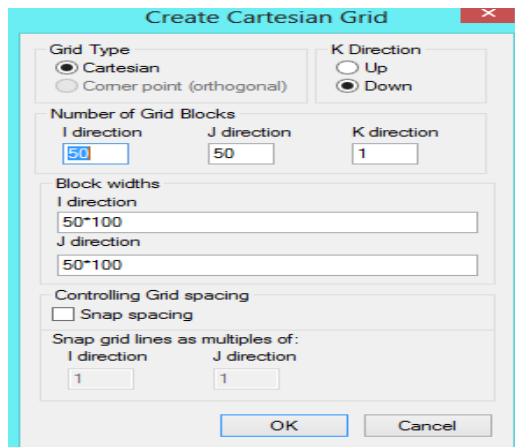 Create Cartesian Grid
Grid Type
K Direction
Cartesian
Up
Corner point (orthogonal)
Down
Number of Grid Blocks
I direction J direction K direction
50 50 1
Block widths
I direction
50*100
J direction
50*100
Controlling Grid spacing
Snap spacing
Snap grid lines as multiples of:
I direction J direction
1 1
OK Cancel